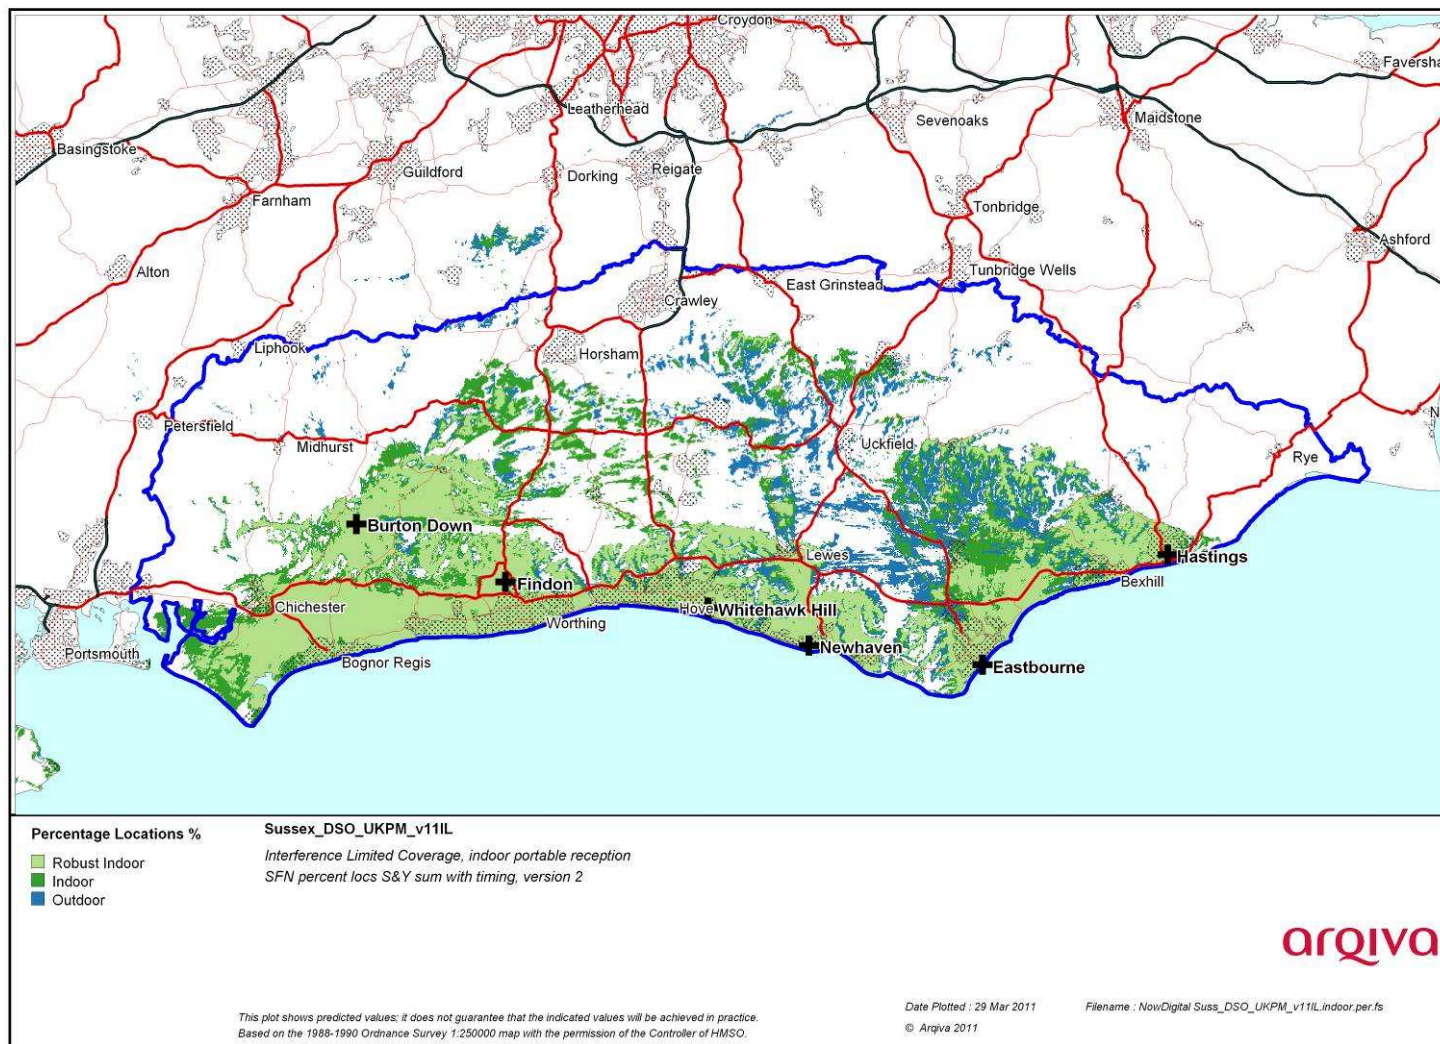 Croydon
Faversha
Leatherhead
Sevenoaks
Maidstone
Basingstoke
Guildford
Dorking
Reigate
Farnham
Tonbridge
Ashford
Alton
Tunbridge Wells
East Grinstead
Crawley
Liphook
Horsham
N
Petersfield
Midhurst
Uckfield
Rye
Burton Down
Lewes
Hastings
Findon
Bexhill
Chichester
Hove
Whitehawk Hill
Worthing
Portsmouth
Bognor Regis
Newhaven
Eastbourne
Percentage Locations %
Robust Indoor
Indoor
Outdoor
Sussex_DSO_UKPM_v11IL
Interference Limited Coverage, indoor portable reception
SFN percent locs S&Y sum with timing, version 2
arqiva
This plot shows predicted values; it does not guarantee that the indicated values will be achieved in practice.
Based on the 1988-1990 Ordnance Survey 1:250000 map with the permission of the Controller of HMSO.
Date Plotted : 29 Mar 2011
Filename : NowDigital Suss_DSO_UKPM_v11IL.indoor.per.fs
© Arqiva 2011